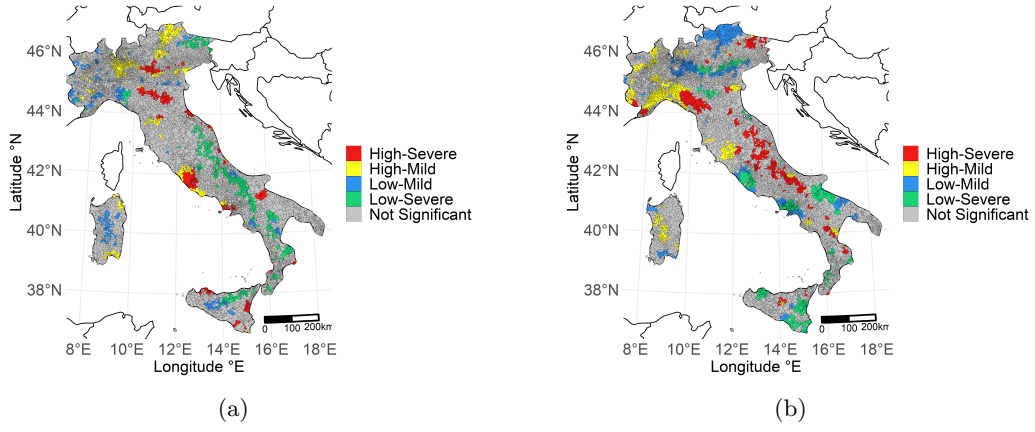 46°N
44°N
42°N
40°N
38°N
Latitude °N
8°E 10°E 12°E 14°E 16°E 18°E
Longitude °E
High-Severe
High-Mild
Low-Mild
Low-Severe
Not Significant
0 100 200km
(a)
46°N
44°N
42°N
40°N
38°N
Latitude °N
8°E 10°E 12°E 14°E 16°E 18°E
Longitude °E
High-Severe
High-Mild
Low-Mild
Low-Severe
Not Significant
0 100 200km
(b)